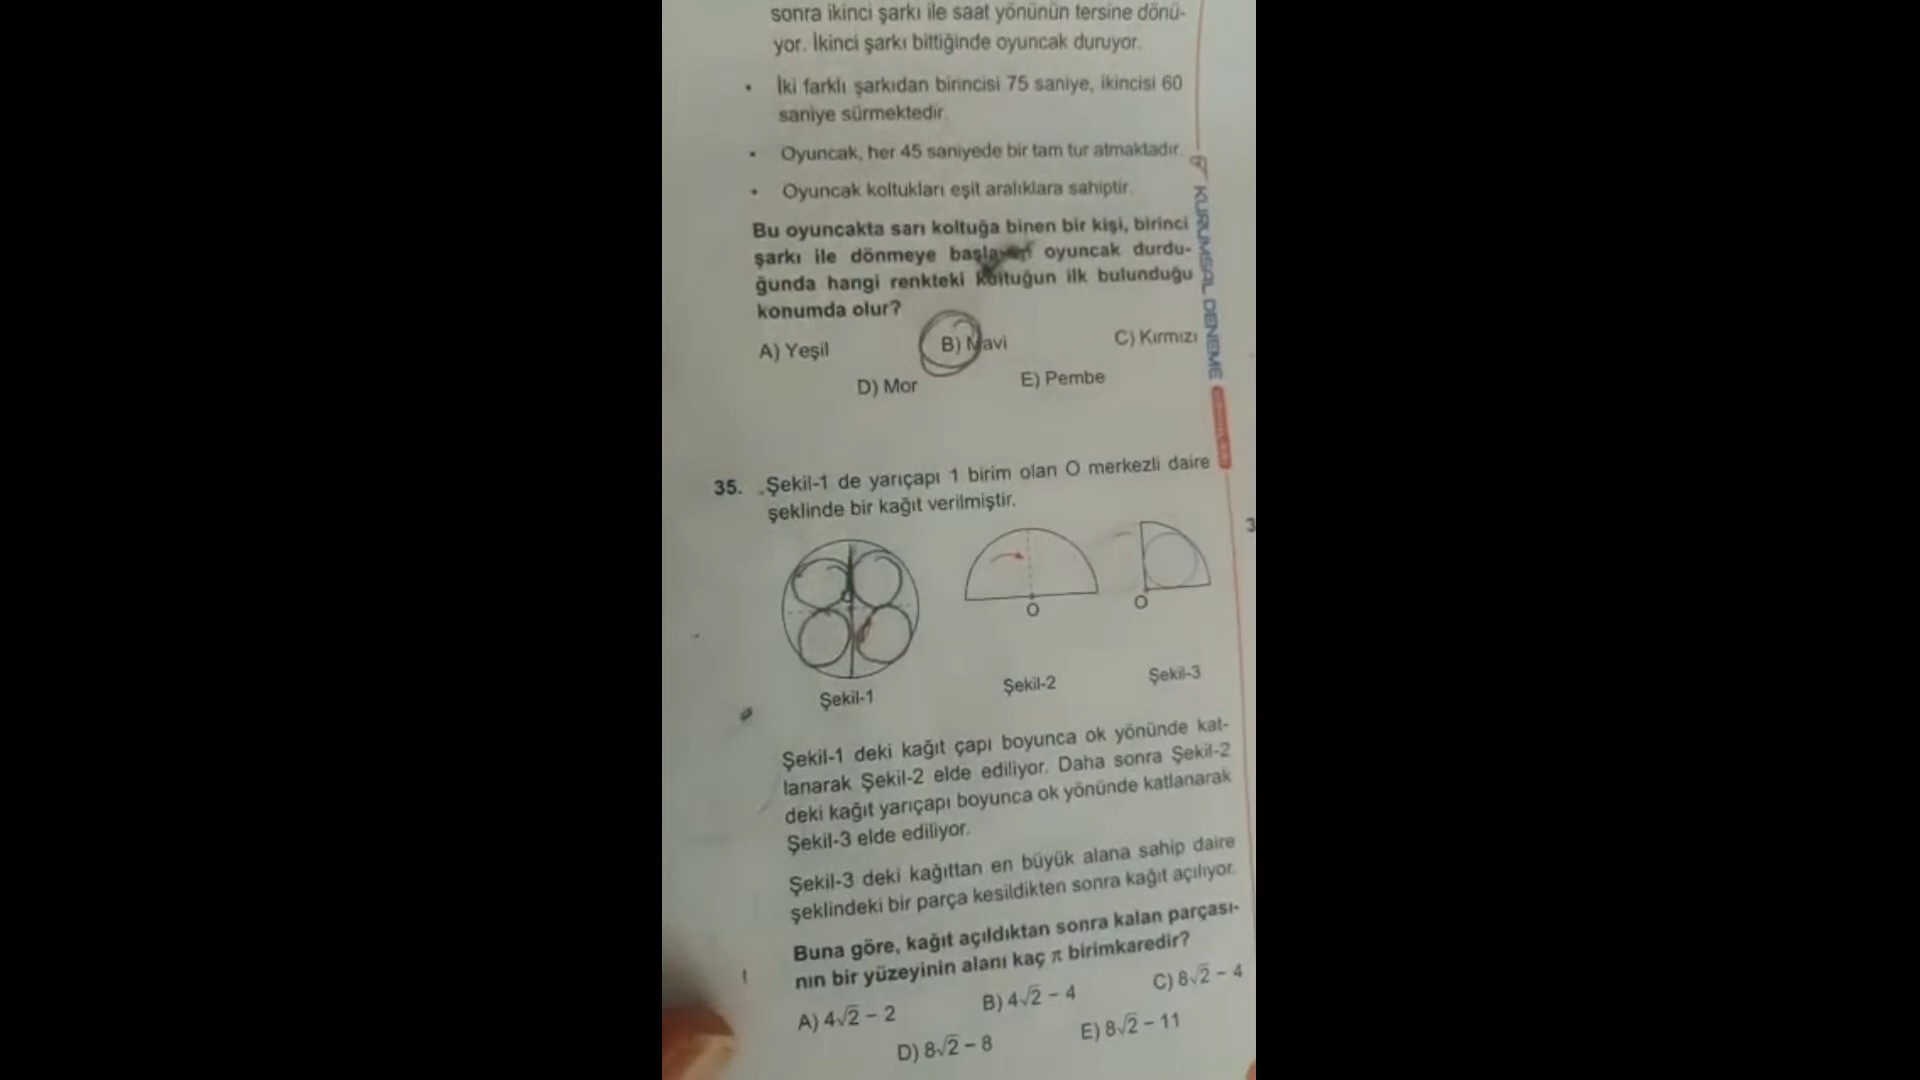 sonra ikinci şarkı ile saat yönünün tersine dönü-
yor. İkinci şarkı bittiğinde oyuncak duruyor.
• İki farklı şarkıdan birincisi 75 saniye, ikincisi 60
saniye sürmektedir.
• Oyuncak, her 45 saniyede bir tam tur atmaktadır.
• Oyuncak koltukları eşit aralıklara sahiptir.
Bu oyuncakta sarı koltuğa binen bir kişi, birinci
şarkı ile dönmeye başlayan oyuncak durdu-
ğunda hangi renkteki koltuğun ilk bulunduğu
konumda olur?
A) Yeşil B) Mavi C) Kırmızı
D) Mor E) Pembe
KURUMSAL DENEME
35. Şekil-1 de yarıçapı 1 birim olan O merkezli daire
şeklinde bir kağıt verilmiştir.
3
O
O
Şekil-1 Şekil-2 Şekil-3
Şekil-1 deki kağıt çapı boyunca ok yönünde kat-
lanarak Şekil-2 elde ediliyor. Daha sonra Şekil-2
deki kağıt yarıçapı boyunca ok yönünde katlanarak
Şekil-3 elde ediliyor.
Şekil-3 deki kağıttan en büyük alana sahip daire
şeklindeki bir parça kesildikten sonra kağıt açılıyor.
Buna göre, kağıt açıldıktan sonra kalan parçası-
nın bir yüzeyinin alanı kaç π birimkaredir?
A) 4√2 – 2 B) 4√2 – 4 C) 8√2 – 4
D) 8√2 – 8 E) 8√2 – 11